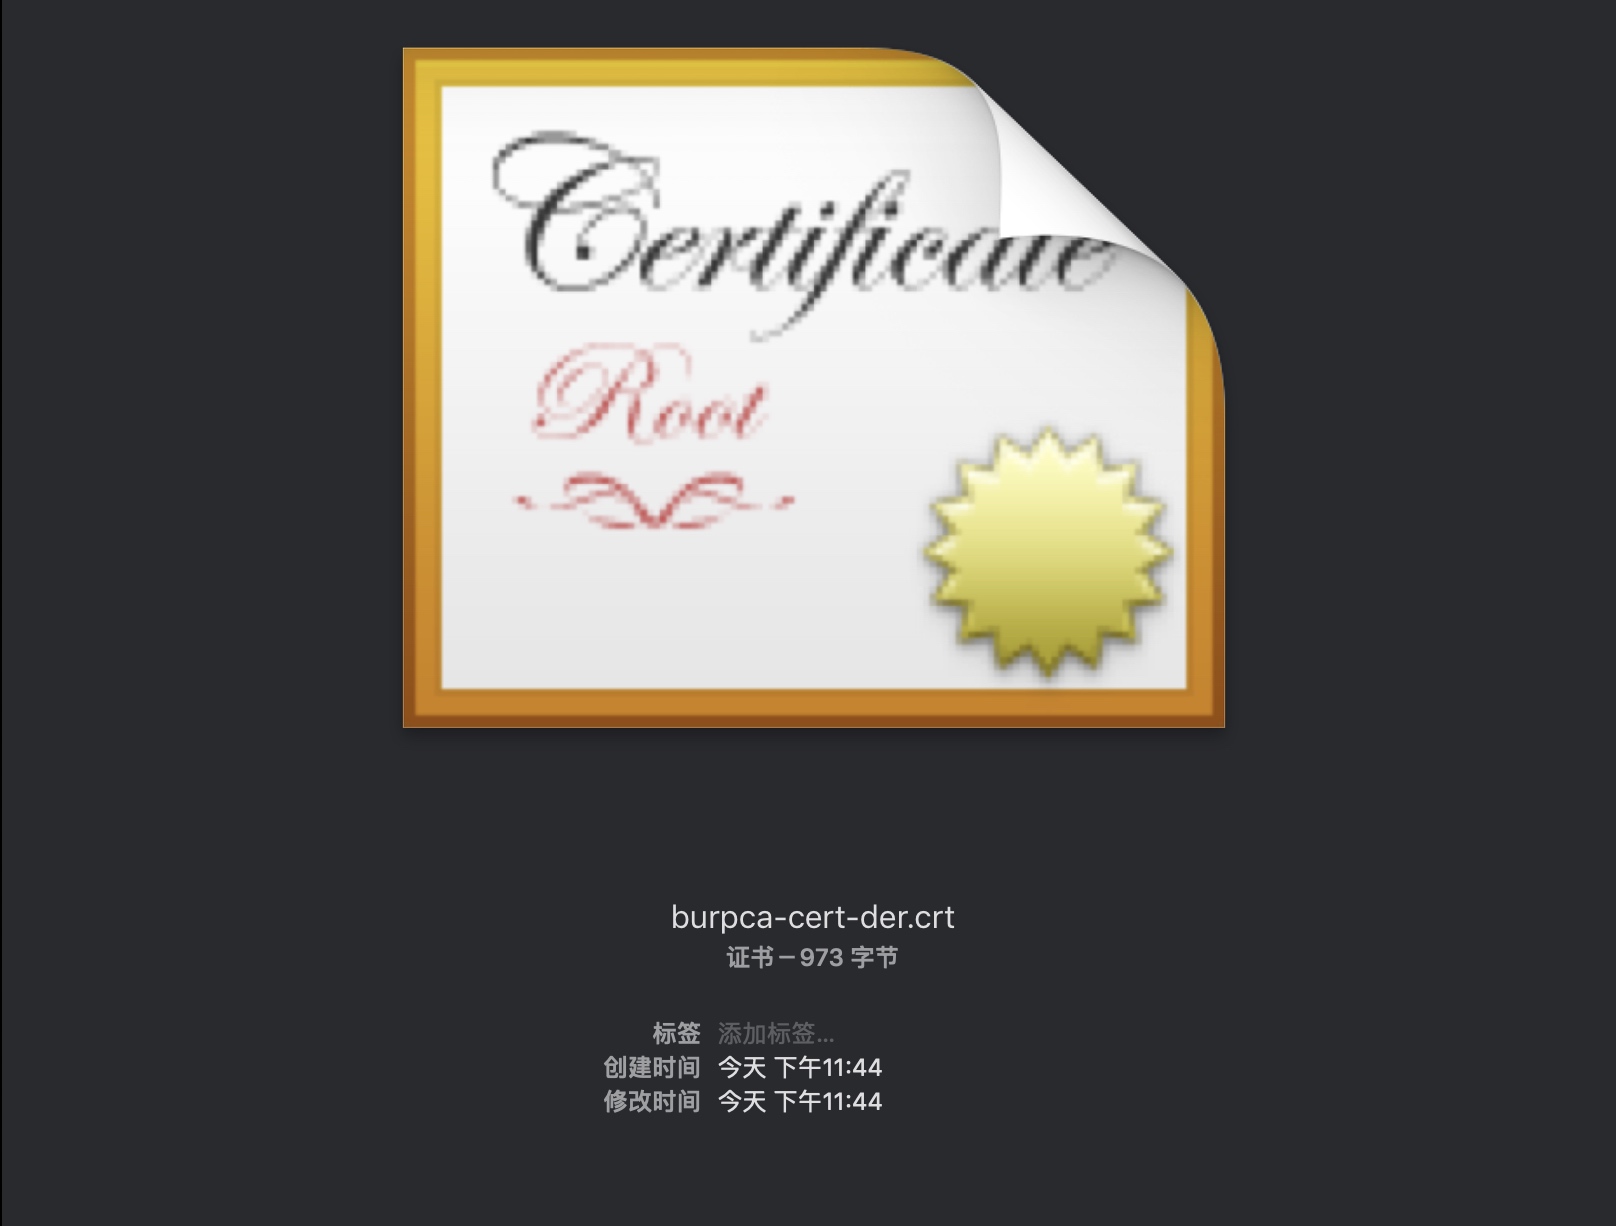 Certificate
Root
burpca-cert-der.crt
证书 – 973 字节
标签 添加标签...
创建时间 今天 下午11:44
修改时间 今天 下午11:44